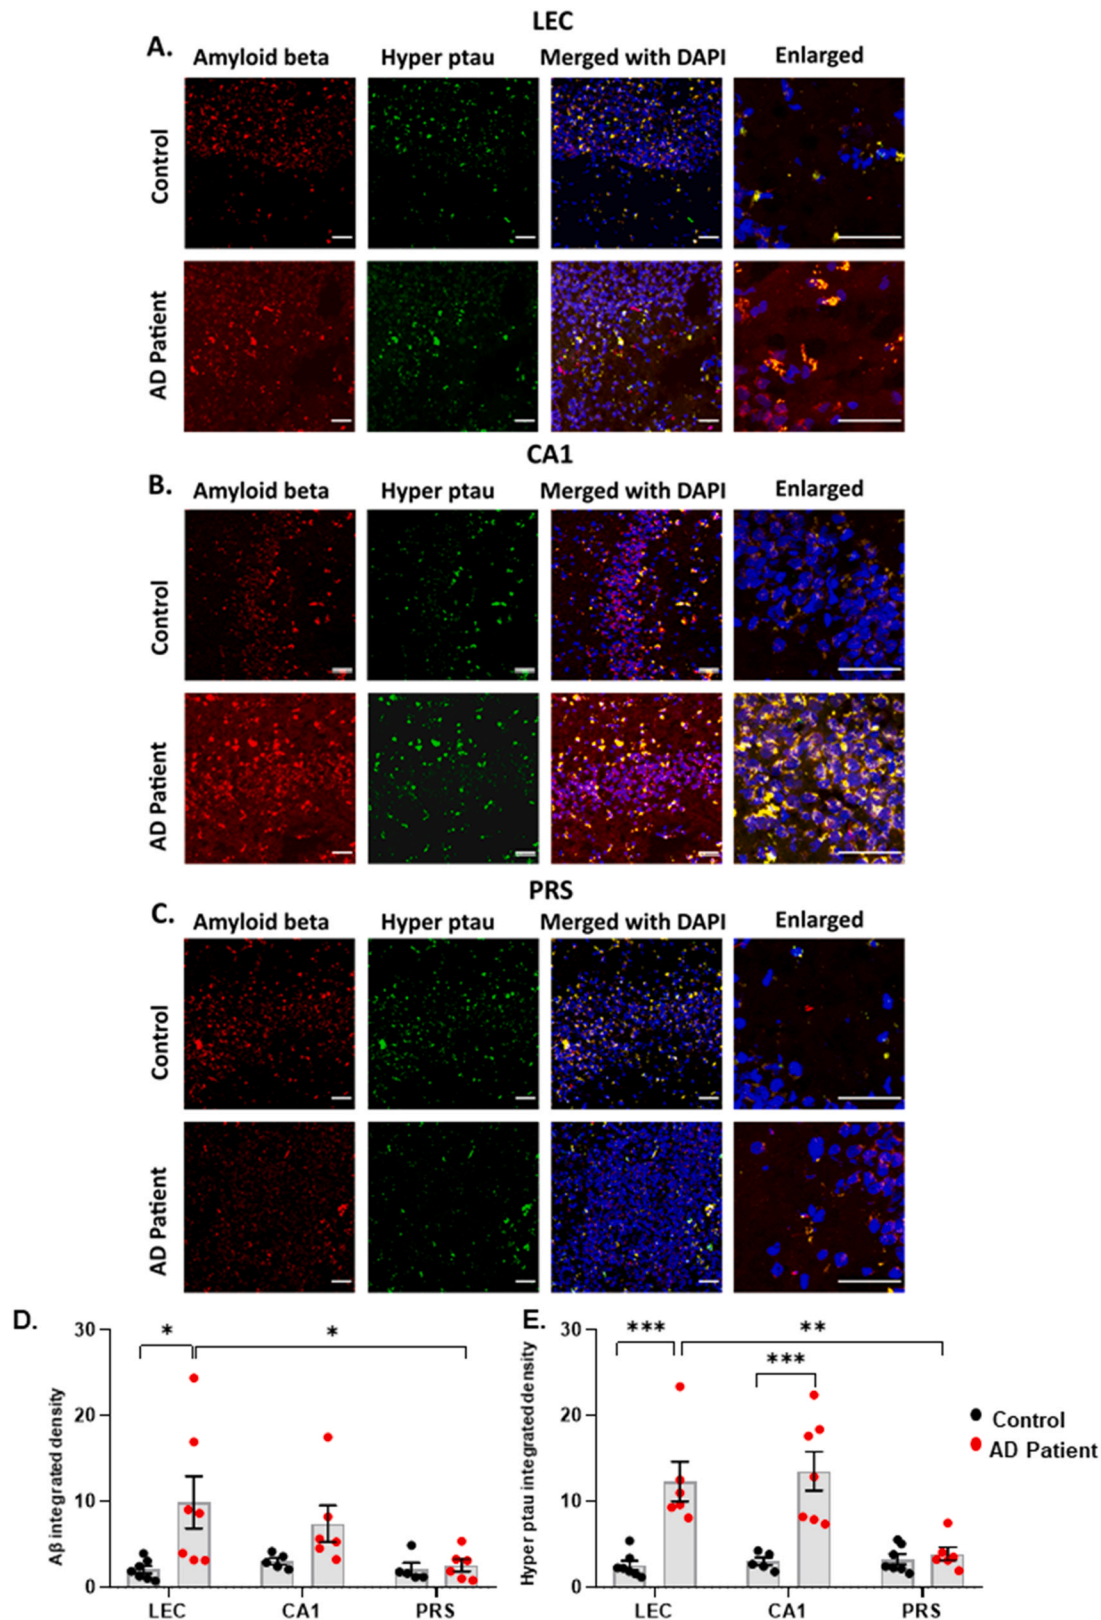 LEC
A.
Amyloid beta Hyper ptau Merged with DAPI Enlarged
Control
AD Patient
CA1
B.
Amyloid beta Hyper ptau Merged with DAPI Enlarged
Control
AD Patient
PRS
C.
Amyloid beta Hyper ptau Merged with DAPI Enlarged
Control
AD Patient
D.
Aβ integrated density
30
20
10
0
* *
LEC CA1 PRS
E.
Hyper ptau integrated density
30
20
10
0
*** **
***
LEC CA1 PRS
Control
AD Patient